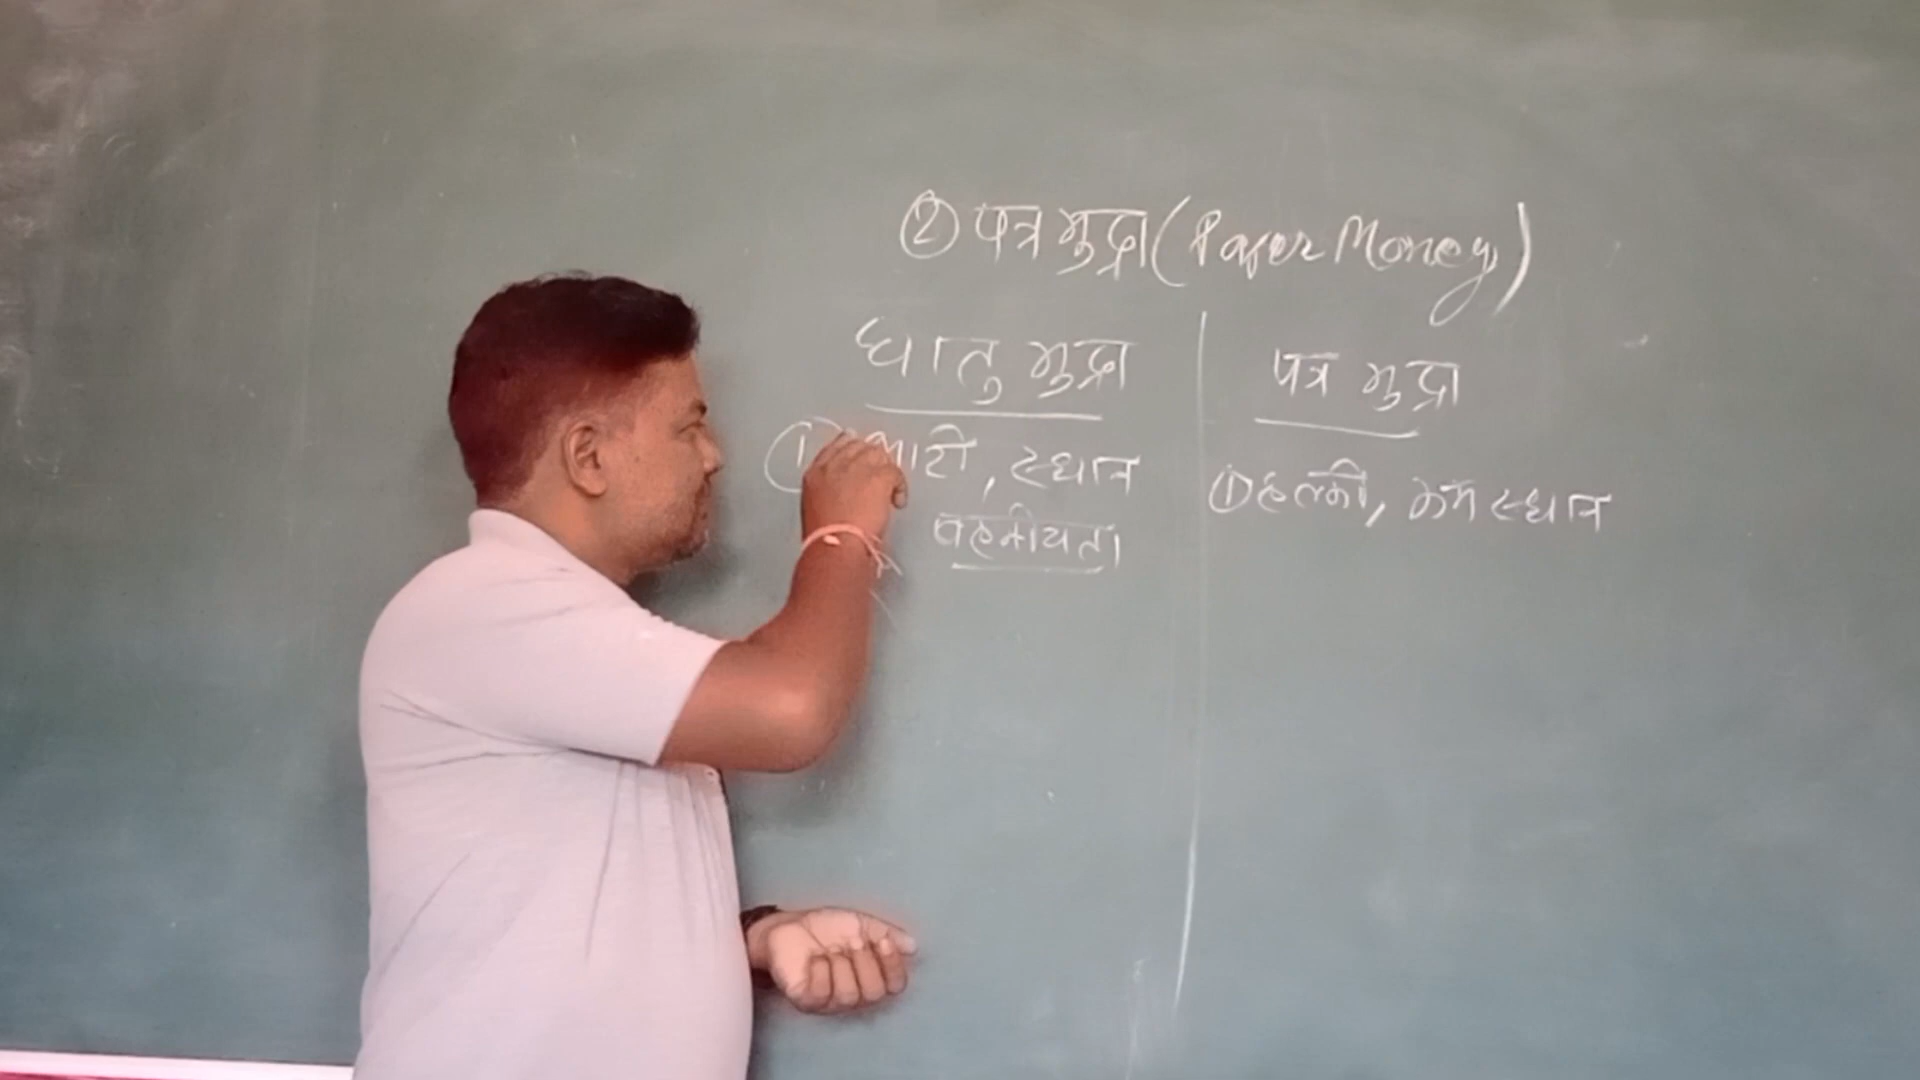 ② पत्र मुद्रा (Paper Money)
धातु मुद्रा
① भारी, स्थान
वहनीयता
पत्र मुद्रा
① हल्की, कम स्थान